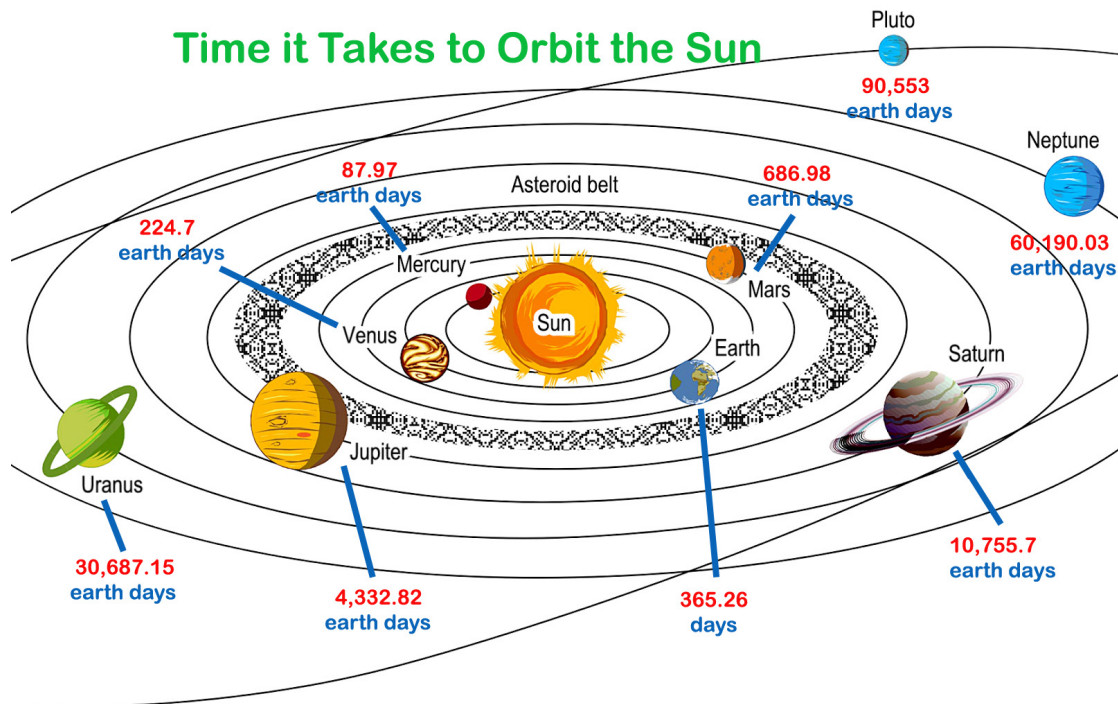 Time it Takes to Orbit the Sun
Pluto
90,553
earth days
Neptune
60,190.03
earth days
87.97
earth days
Mercury
Asteroid belt
686.98
earth days
Mars
224.7
earth days
Venus
Sun
Earth
365.26
days
Saturn
10,755.7
earth days
Jupiter
4,332.82
earth days
Uranus
30,687.15
earth days